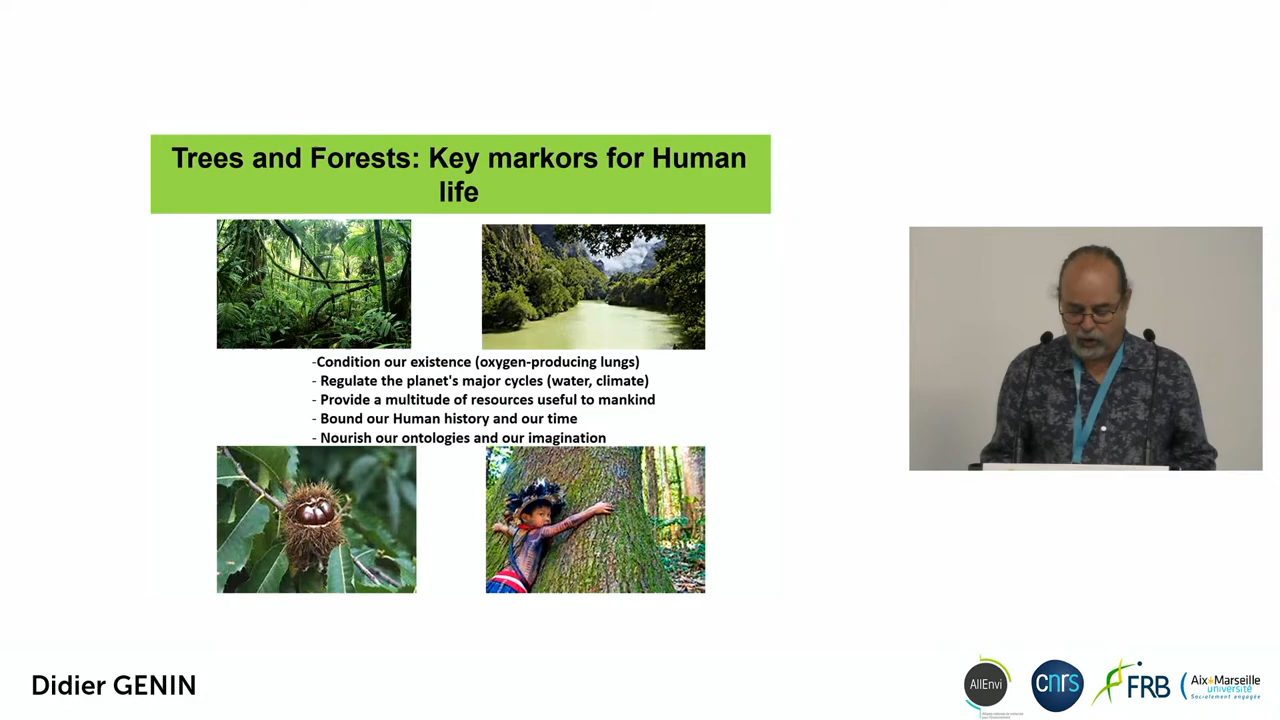 Trees and Forests: Key markors for Human
life
-Condition our existence (oxygen-producing lungs)
- Regulate the planet's major cycles (water, climate)
- Provide a multitude of resources useful to mankind
- Bound our Human history and our time
- Nourish our ontologies and our imagination
Didier GENIN
AllEnvi
cnrs
FRB
Aix Marseille
université
Socialement engagée